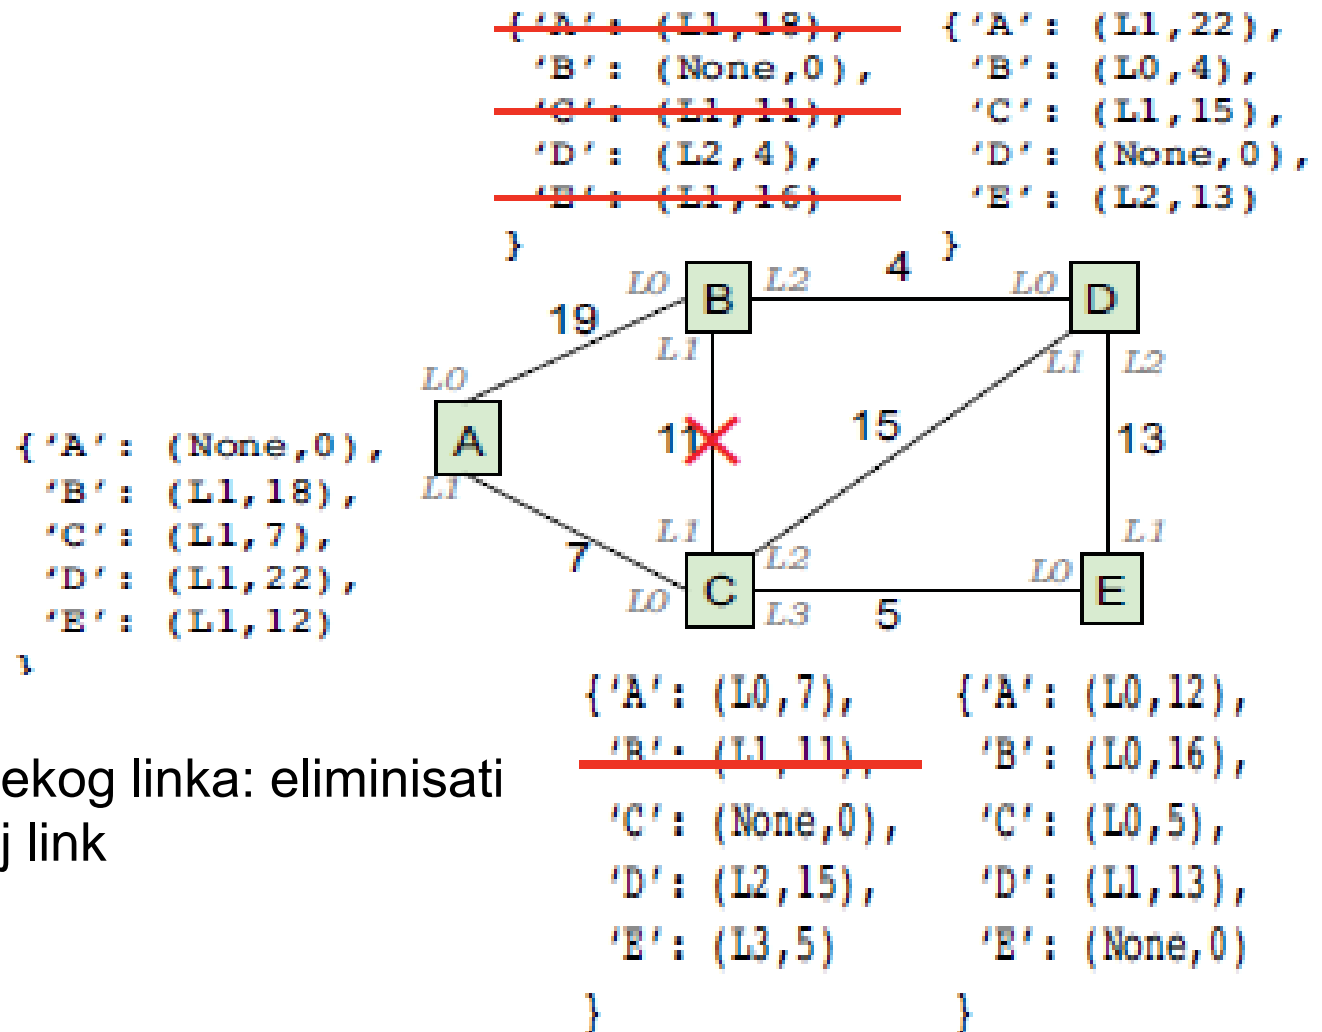 {'A': (L1,18),
'B': (None,0),
'C': (L1,11),
'D': (L2,4),
'E': (L1,16)
}
{'A': (L1,22),
'B': (L0,4),
'C': (L1,15),
'D': (None,0),
'E': (L2,13)
}
L0 B L2 4 L0 D
19
L1 L1 L2
L0
A
11 15 13
L1
{'A': (None,0),
'B': (L1,18),
'C': (L1,7),
'D': (L1,22),
'E': (L1,12)
}
L1 L1
7 L2
L0 C L3 5 L0 E
ekog linka: eliminisati
j link
{'A': (L0,7),
'B': (L1,11),
'C': (None,0),
'D': (L2,15),
'E': (L3,5)
}
{'A': (L0,12),
'B': (L0,16),
'C': (L0,5),
'D': (L1,13),
'E': (None,0)
}